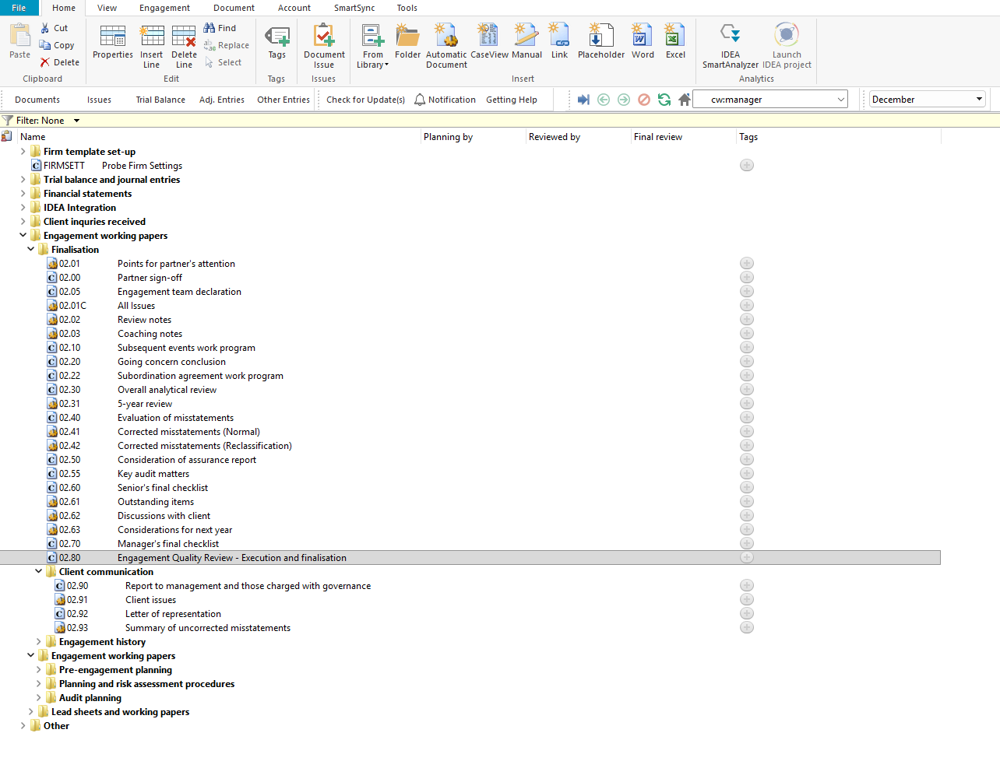 File Home View Engagement Document Account SmartSync Tools
Paste Cut Copy Delete Properties Insert Line Delete Line Find Replace Select Tags Document Issue From Library Folder Automatic Document CaseView Manual Link Placeholder Word Excel IDEA SmartAnalyzer Launch IDEA project
Clipboard Edit Tags Issues Insert Analytics
Documents Issues Trial Balance Adj. Entries Other Entries Check for Update(s) Notification Getting Help cw:manager December
Filter: None
Name Planning by Reviewed by Final review Tags
Firm template set-up
FIRMSETT Probe Firm Settings
Trial balance and journal entries
Financial statements
IDEA Integration
Client inquries received
Engagement working papers
Finalisation
02.01 Points for partner's attention
02.00 Partner sign-off
02.05 Engagement team declaration
02.01C All Issues
02.02 Review notes
02.03 Coaching notes
02.10 Subsequent events work program
02.20 Going concern conclusion
02.22 Subordination agreement work program
02.30 Overall analytical review
02.31 5-year review
02.40 Evaluation of misstatements
02.41 Corrected misstatements (Normal)
02.42 Corrected misstatements (Reclassification)
02.50 Consideration of assurance report
02.55 Key audit matters
02.60 Senior's final checklist
02.61 Outstanding items
02.62 Discussions with client
02.63 Considerations for next year
02.70 Manager's final checklist
02.80 Engagement Quality Review - Execution and finalisation
Client communication
02.90 Report to management and those charged with governance
02.91 Client issues
02.92 Letter of representation
02.93 Summary of uncorrected misstatements
Engagement history
Engagement working papers
Pre-engagement planning
Planning and risk assessment procedures
Audit planning
Lead sheets and working papers
Other